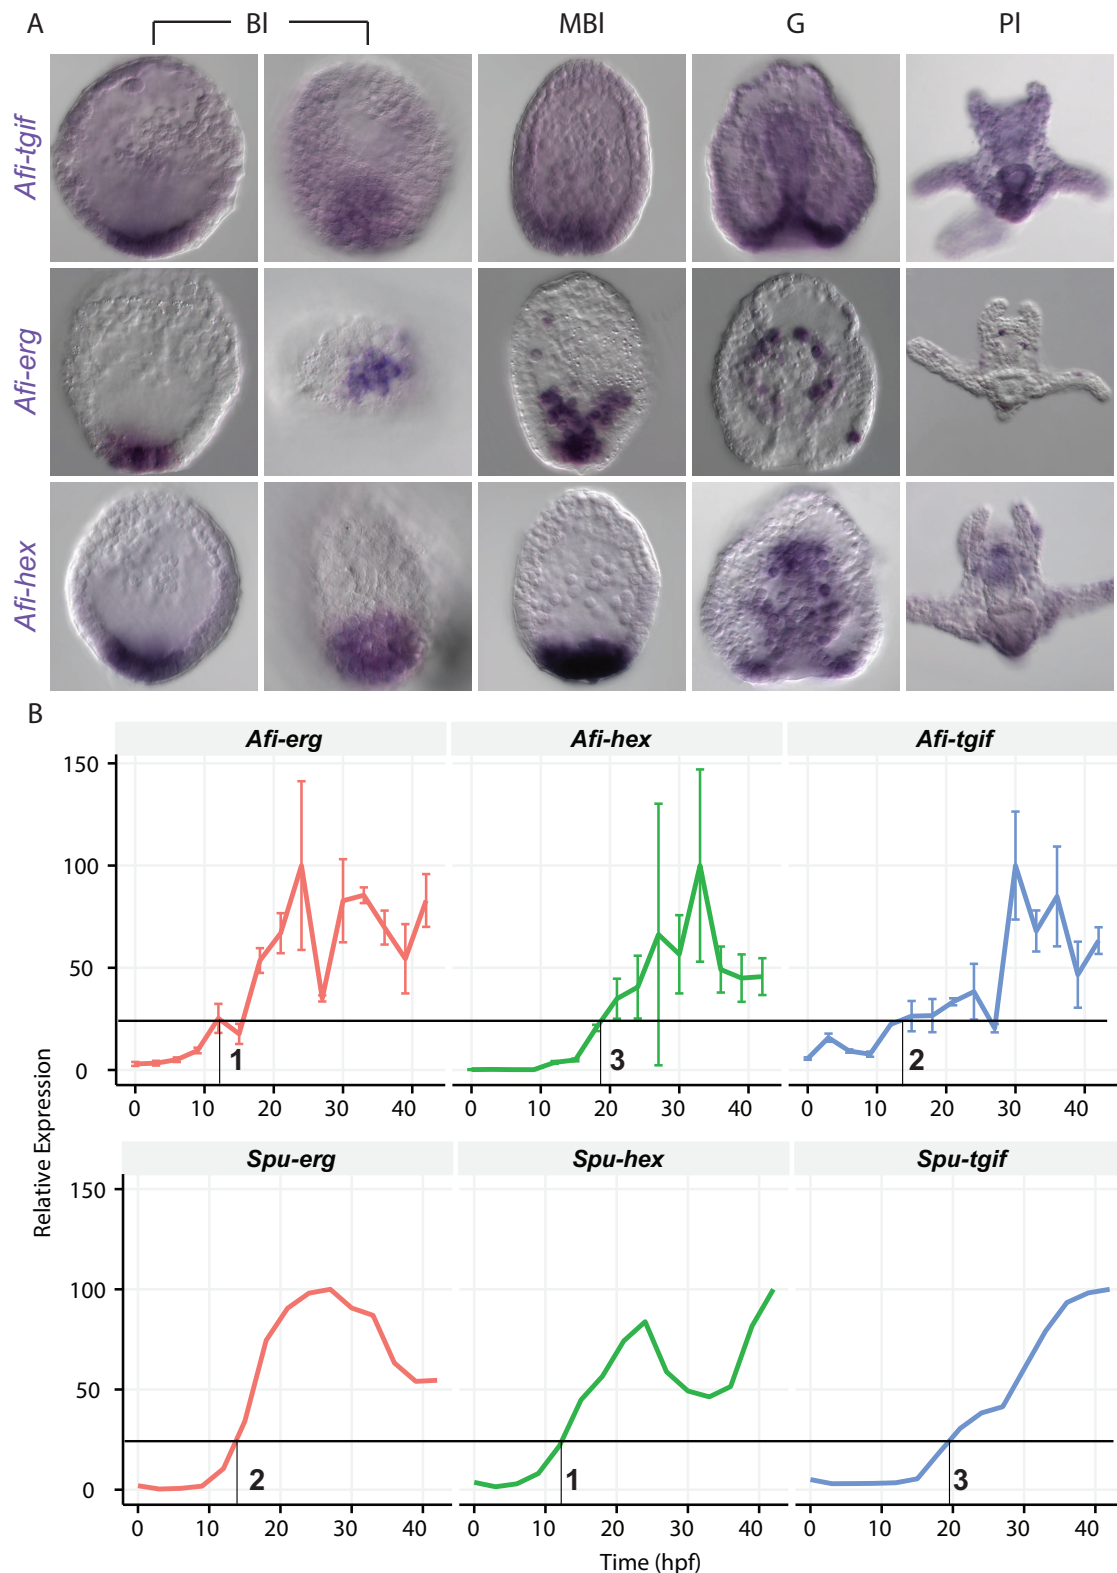 A
Bl
MBl
G
Pl
Afi-tgif
Afi-erg
Afi-hex
B
Afi-erg
Afi-hex
Afi-tgif
150
100
50
0
1
3
2
0 10 20 30 40
0 10 20 30 40
0 10 20 30 40
Relative Expression
Spu-erg
Spu-hex
Spu-tgif
150
100
50
0
2
1
3
0 10 20 30 40
0 10 20 30 40
0 10 20 30 40
Time (hpf)